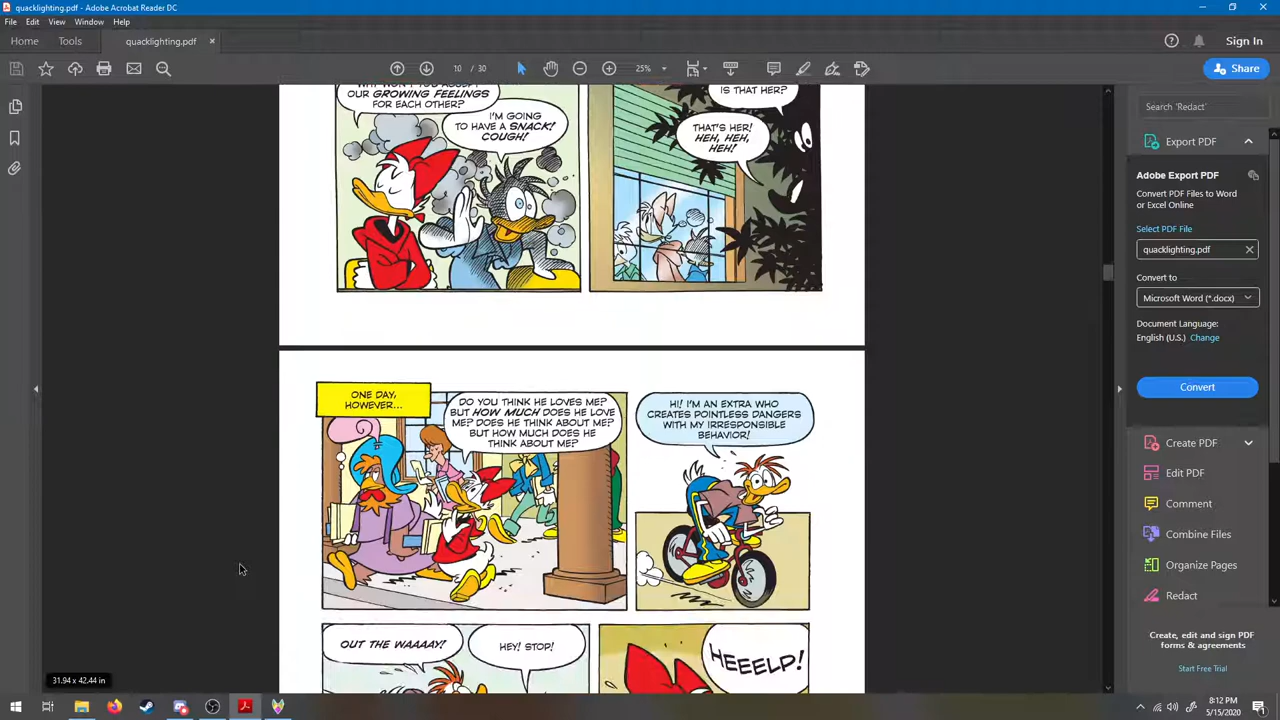 quacklighting.pdf - Adobe Acrobat Reader DC
File Edit View Window Help
Home Tools quacklighting.pdf × Sign In
10 / 30 25% Share
OUR GROWING FEELINGS
FOR EACH OTHER?
I'M GOING
TO HAVE A SNACK!
COUGH!
IS THAT HER?
THAT'S HER!
HEH, HEH,
HEH!
ONE DAY,
HOWEVER...
DO YOU THINK HE LOVES ME?
BUT HOW MUCH DOES HE LOVE
ME? DOES HE THINK ABOUT ME?
BUT HOW MUCH DOES HE
THINK ABOUT ME?
HI! I'M AN EXTRA WHO
CREATES POINTLESS DANGERS
WITH MY IRRESPONSIBLE
BEHAVIOR!
OUT THE WAAAAY!
HEY! STOP!
HEEELP!
31.94 x 42.44 in
Search 'Redact'
Export PDF
Adobe Export PDF
Convert PDF Files to Word
or Excel Online
Select PDF File
quacklighting.pdf
Convert to
Microsoft Word (*.docx)
Document Language:
English (U.S.) Change
Convert
Create PDF
Edit PDF
Comment
Combine Files
Organize Pages
Redact
Create, edit and sign PDF
forms & agreements
Start Free Trial
8:12 PM
5/15/2020